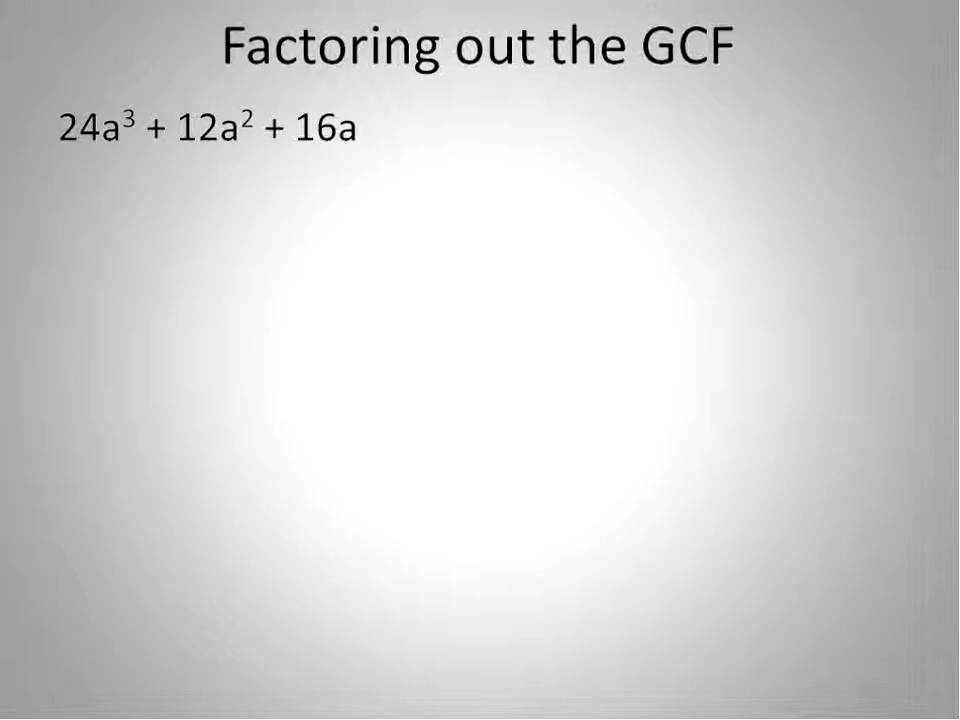 Factoring out the GCF
24a³ + 12a² + 16a